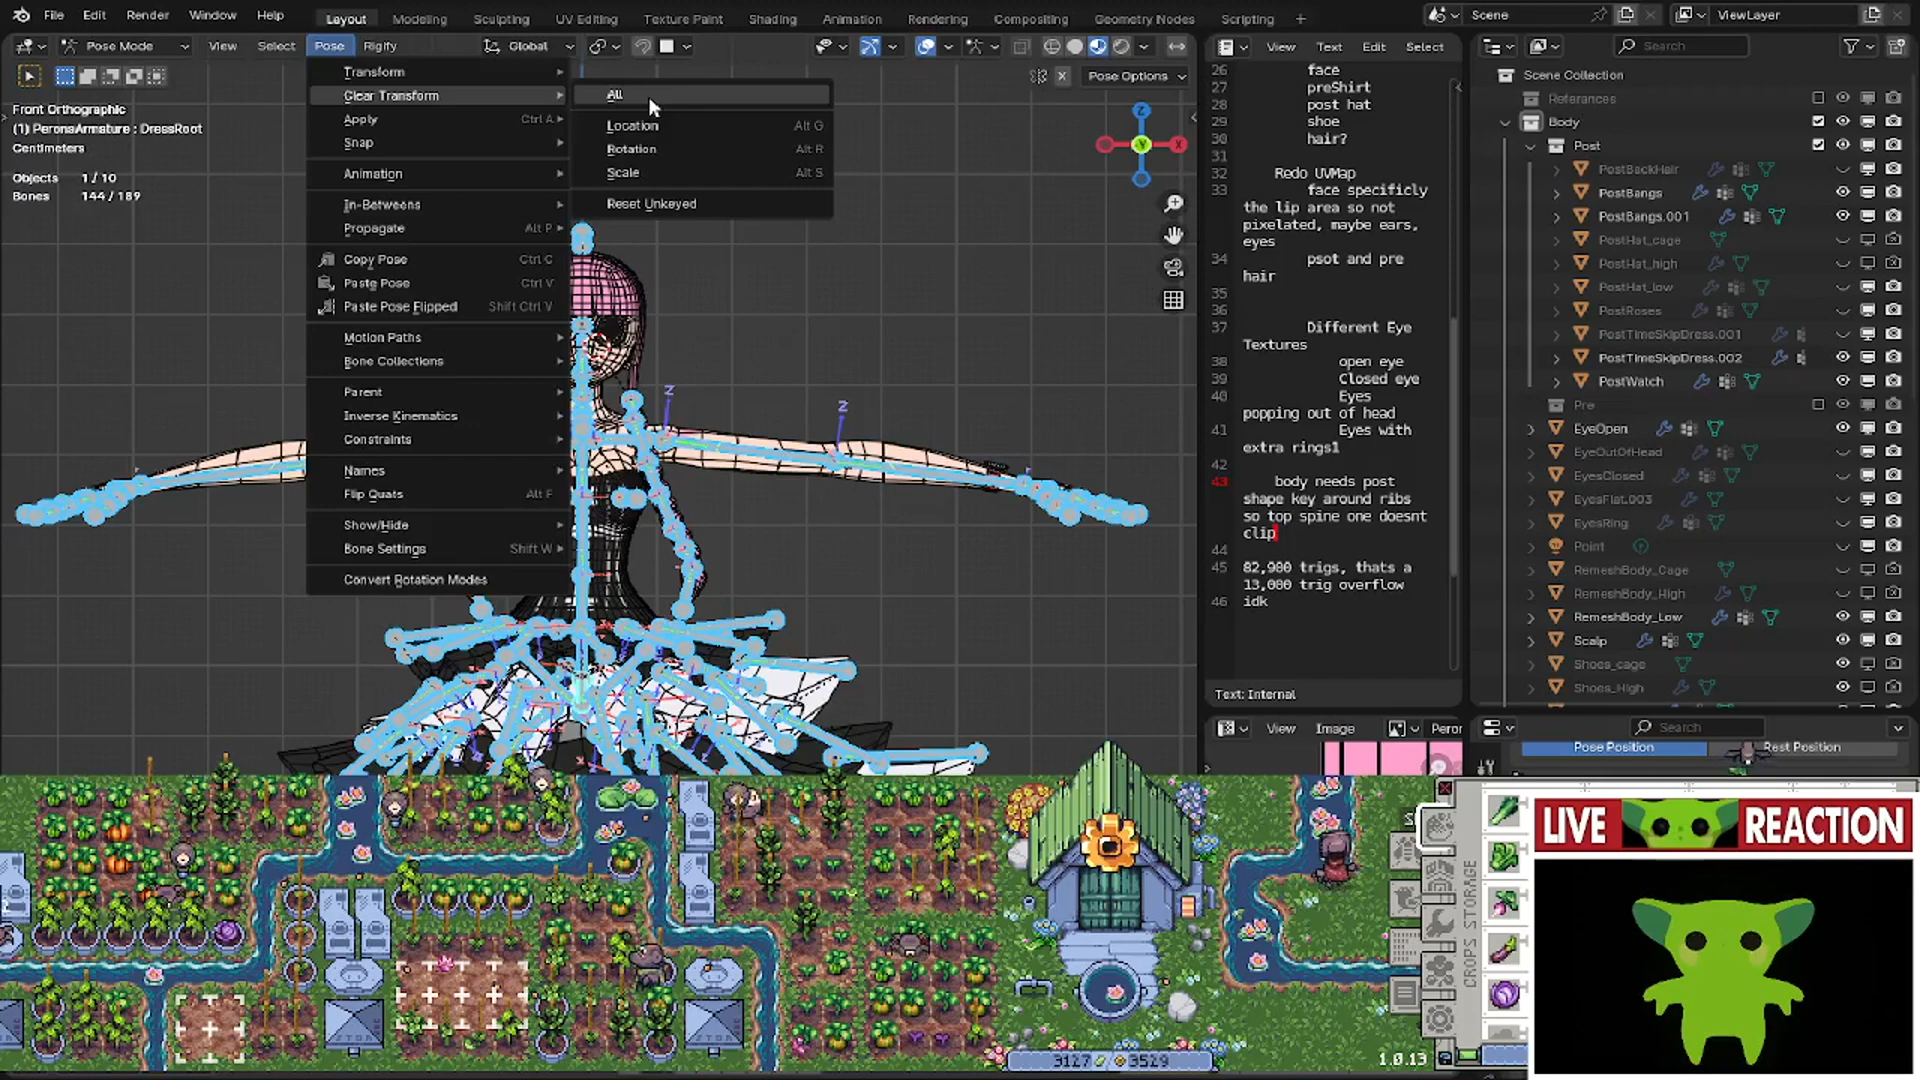 File Edit Render Window Help
Layout Modeling Sculpting UV Editing Texture Paint Shading Animation Rendering Compositing Geometry Nodes Scripting +
Scene
ViewLayer
Pose Mode View Select Pose Rigify
Global
Pose Options
Front Orthographic
(1) PeronaArmature : DressRoot
Centimeters
Objects 1 / 10
Bones 144 / 189
Transform
Clear Transform
Apply Ctrl A
Snap
Animation
In-Betweens
Propagate Alt P
Copy Pose Ctrl C
Paste Pose Ctrl V
Paste Pose Flipped Shift Ctrl V
Motion Paths
Bone Collections
Parent
Inverse Kinematics
Constraints
Names
Flip Quats Alt F
Show/Hide
Bone Settings Shift W
Convert Rotation Modes
All
Location Alt G
Rotation Alt R
Scale Alt S
Reset Unkeyed
Z
X
Y
Z
Z
View Text Edit Select
26 face
27 preShirt
28 post hat
29 shoe
30 hair?
31
32 Redo UVMap
33 face specificly
the lip area so not
pixelated, maybe ears,
eyes
34 psot and pre
hair
35
36
37 Different Eye
Textures
38 open eye
39 Closed eye
40 Eyes
popping out of head
41 Eyes with
extra rings1
42
43 body needs post
shape key around ribs
so top spine one doesnt
clip
44
45 82,900 trigs, thats a
13,000 trig overflow
46 idk
Text: Internal
View Image Peror
Search
Scene Collection
References
Body
Post
PostBackHair
PostBangs
PostBangs.001
PostHat_cage
PostHat_high
PostHat_low
PostRoses
PostTimeSkipDress.001
PostTimeSkipDress.002
PostWatch
Pre
EyeOpen
EyeOutOfHead
EyesClosed
EyesFlat.003
EyesRing
Point
RemeshBody_Cage
RemeshBody_High
RemeshBody_Low
Scalp
Shoes_cage
Shoes_High
Search
Pose Position Rest Position
CROPS STORAGE
LIVE REACTION
3127 3529
1.0.13